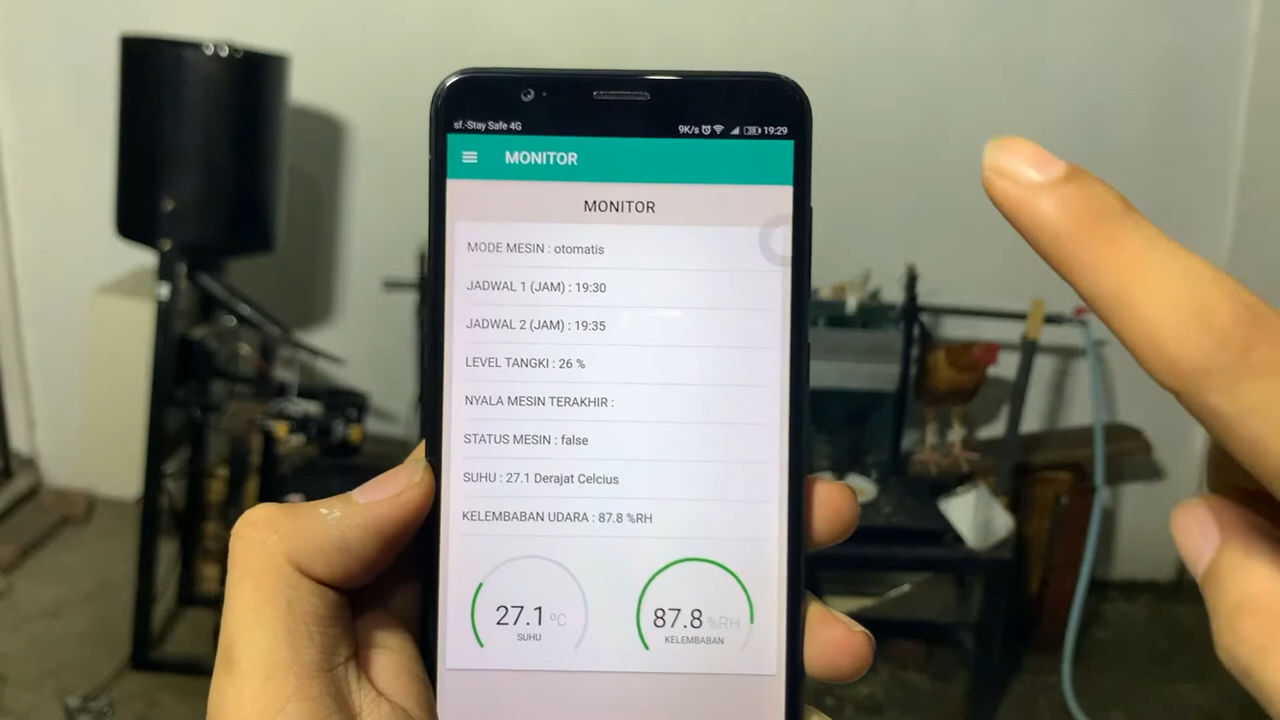 sf.-Stay Safe 4G 9K/s 19:29
MONITOR
MONITOR
MODE MESIN : otomatis
JADWAL 1 (JAM) : 19:30
JADWAL 2 (JAM) : 19:35
LEVEL TANGKI : 26 %
NYALA MESIN TERAKHIR :
STATUS MESIN : false
SUHU : 27.1 Derajat Celcius
KELEMBABAN UDARA : 87.8 %RH
27.1 °C
SUHU
87.8 %RH
KELEMBABAN